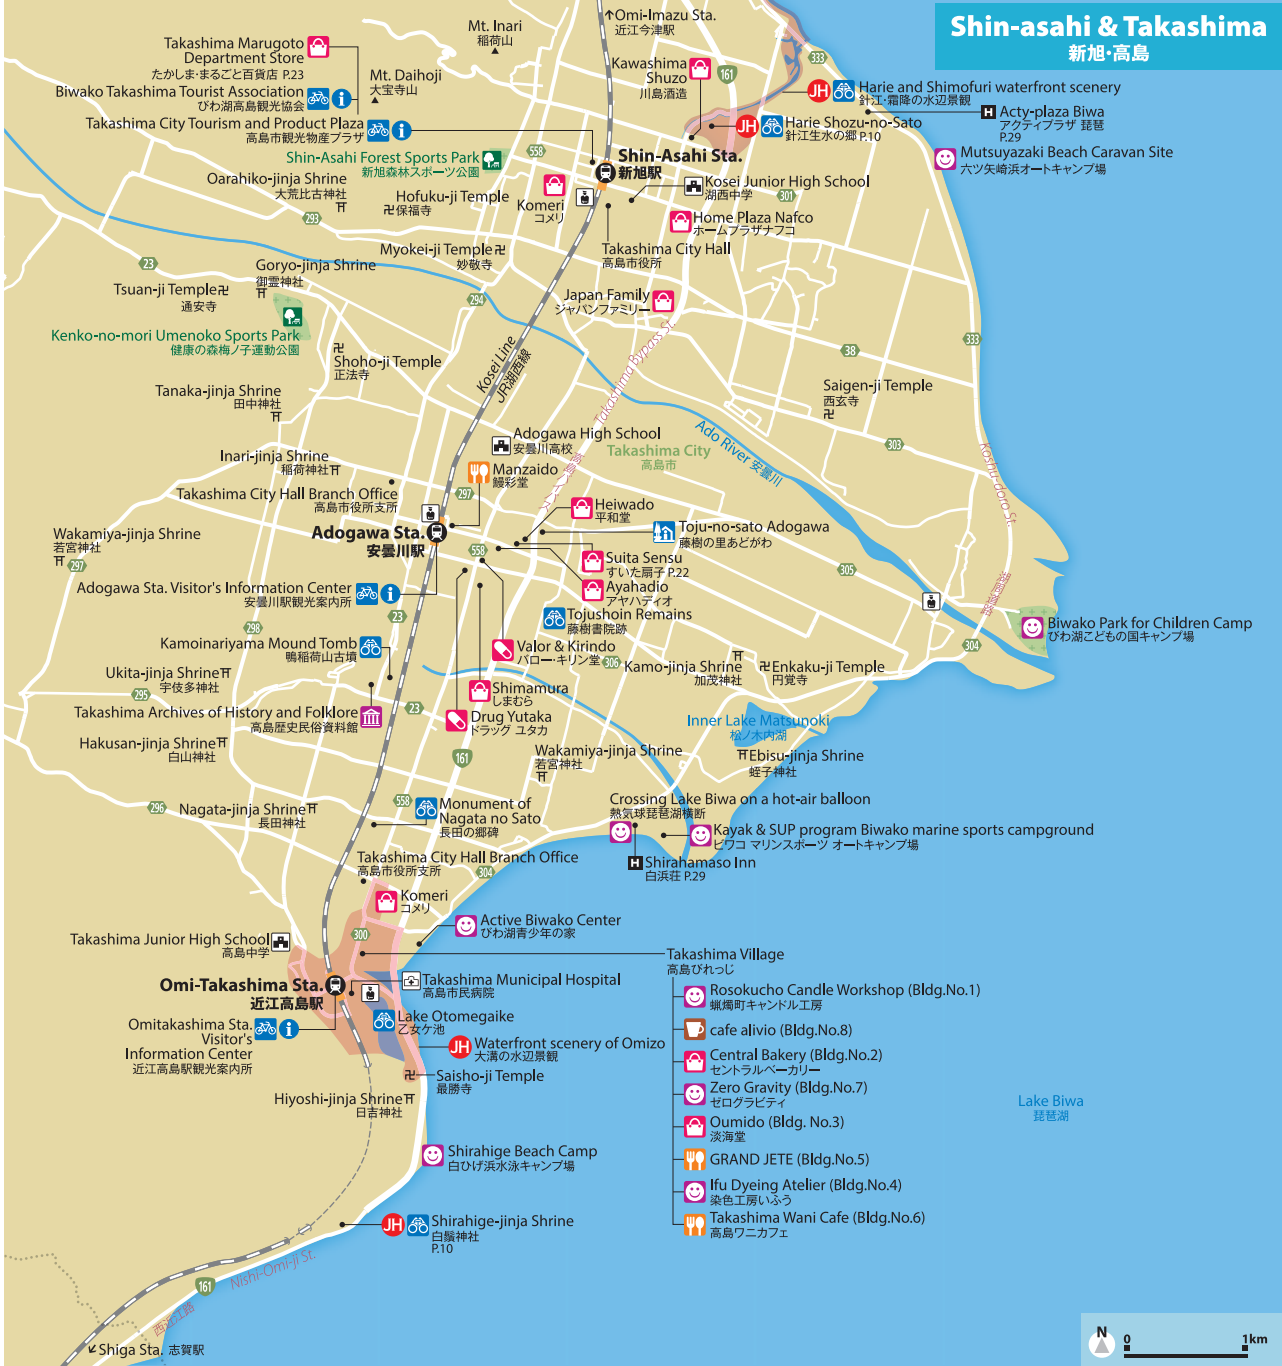 Shin-asahi & Takashima
新旭・高島
↑Omi-Imazu Sta.
近江今津駅
Mt. Inari
稲荷山
Takashima Marugoto
Department Store
たかしま・まるごと百貨店 P.23
Mt. Daihoji
大宝寺山
Biwako Takashima Tourist Association
びわ湖高島観光協会
Takashima City Tourism and Product Plaza
高島市観光物産プラザ
Kawashima
Shuzo
川島酒造
161
333
JH
Harie and Shimofuri waterfront scenery
針江・霜降の水辺景観
H
Acty-plaza Biwa
アクティプラザ 琵琶
P.29
JH
Harie Shozu-no-Sato
針江生水の郷 P.10
Mutsuyazaki Beach Caravan Site
六ツ矢崎浜オートキャンプ場
558
Shin-Asahi Forest Sports Park
新旭森林スポーツ公園
Shin-Asahi Sta.
新旭駅
Oarahiko-jinja Shrine
大荒比古神社
293
Hofuku-ji Temple
保福寺
Komeri
コメリ
Kosei Junior High School
湖西中学
301
Home Plaza Nafco
ホームプラザナフコ
Takashima City Hall
高島市役所
Myokei-ji Temple
妙敬寺
23
Goryo-jinja Shrine
御霊神社
Tsuan-ji Temple
通安寺
294
Japan Family
ジャパンファミリー
Kenko-no-mori Umenoko Sports Park
健康の森梅ノ子運動公園
Shoho-ji Temple
正法寺
Kosei Line
JR湖西線
Takashima Bypass St.
38
333
Tanaka-jinja Shrine
田中神社
Saigen-ji Temple
西玄寺
Adogawa High School
安曇川高校
Takashima City
高島市
Ado River 安曇川
303
Koshu-doro St.
Inari-jinja Shrine
稲荷神社
Manzaido
鰻彩堂
Takashima City Hall Branch Office
高島市役所支所
297
Heiwado
平和堂
Adogawa Sta.
安曇川駅
Wakamiya-jinja Shrine
若宮神社
297
558
Toju-no-sato Adogawa
藤樹の里あどがわ
Suita Sensu
すいた扇子 P.22
Ayahadio
アヤハディオ
305
Adogawa Sta. Visitor's Information Center
安曇川駅観光案内所
23
298
Tojushoin Remains
藤樹書院跡
Biwako Park for Children Camp
びわ湖こどもの国キャンプ場
304
Kamoinariyama Mound Tomb
鴨稲荷山古墳
Valor & Kirindo
バロー・キリン堂
306
Kamo-jinja Shrine
加茂神社
Enkaku-ji Temple
円覚寺
Ukita-jinja Shrine
宇伎多神社
295
Shimamura
しまむら
Takashima Archives of History and Folklore
高島歴史民俗資料館
23
Drug Yutaka
ドラッグ ユタカ
Inner Lake Matsunoki
松ノ木内湖
Hakusan-jinja Shrine
白山神社
161
Wakamiya-jinja Shrine
若宮神社
Ebisu-jinja Shrine
蛭子神社
296
Nagata-jinja Shrine
長田神社
558
Monument of
Nagata no Sato
長田の郷碑
Crossing Lake Biwa on a hot-air balloon
熱気球琵琶湖横断
Kayak & SUP program Biwako marine sports campground
ビワコ マリンスポーツ オートキャンプ場
Takashima City Hall Branch Office
高島市役所支所
304
H
Shirahamaso Inn
白浜荘 P.29
Komeri
コメリ
Active Biwako Center
びわ湖青少年の家
300
Takashima Junior High School
高島中学
Takashima Village
高島びれっじ
Omi-Takashima Sta.
近江高島駅
Takashima Municipal Hospital
高島市民病院
Rosokucho Candle Workshop (Bldg.No.1)
蝋燭町キャンドル工房
Lake Otomegaike
乙女ケ池
cafe alivio (Bldg.No.8)
Omitakashima Sta.
Visitor's
Information Center
近江高島駅観光案内所
JH
Waterfront scenery of Omizo
大溝の水辺景観
Central Bakery (Bldg.No.2)
セントラルベーカリー
Saisho-ji Temple
最勝寺
Zero Gravity (Bldg.No.7)
ゼログラビティ
Hiyoshi-jinja Shrine
日吉神社
Oumido (Bldg. No.3)
淡海堂
Lake Biwa
琵琶湖
Shirahige Beach Camp
白ひげ浜水泳キャンプ場
GRAND JETE (Bldg.No.5)
Ifu Dyeing Atelier (Bldg.No.4)
染色工房いふう
JH
Shirahige-jinja Shrine
白鬚神社
P.10
Takashima Wani Cafe (Bldg.No.6)
高島ワニカフェ
161
Nishi-Omi-ji St.
西近江路
↙Shiga Sta. 志賀駅
N
0
1km